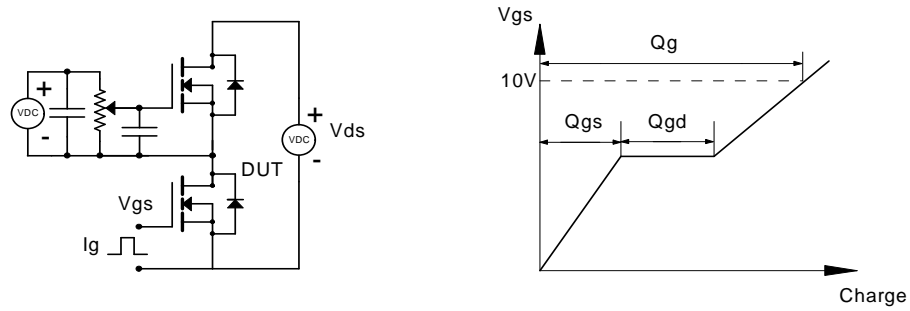 +
VDC
-
+
VDC
-
Vds
DUT
Vgs
Ig
Vgs
Qg
10V
Qgs
Qgd
Charge